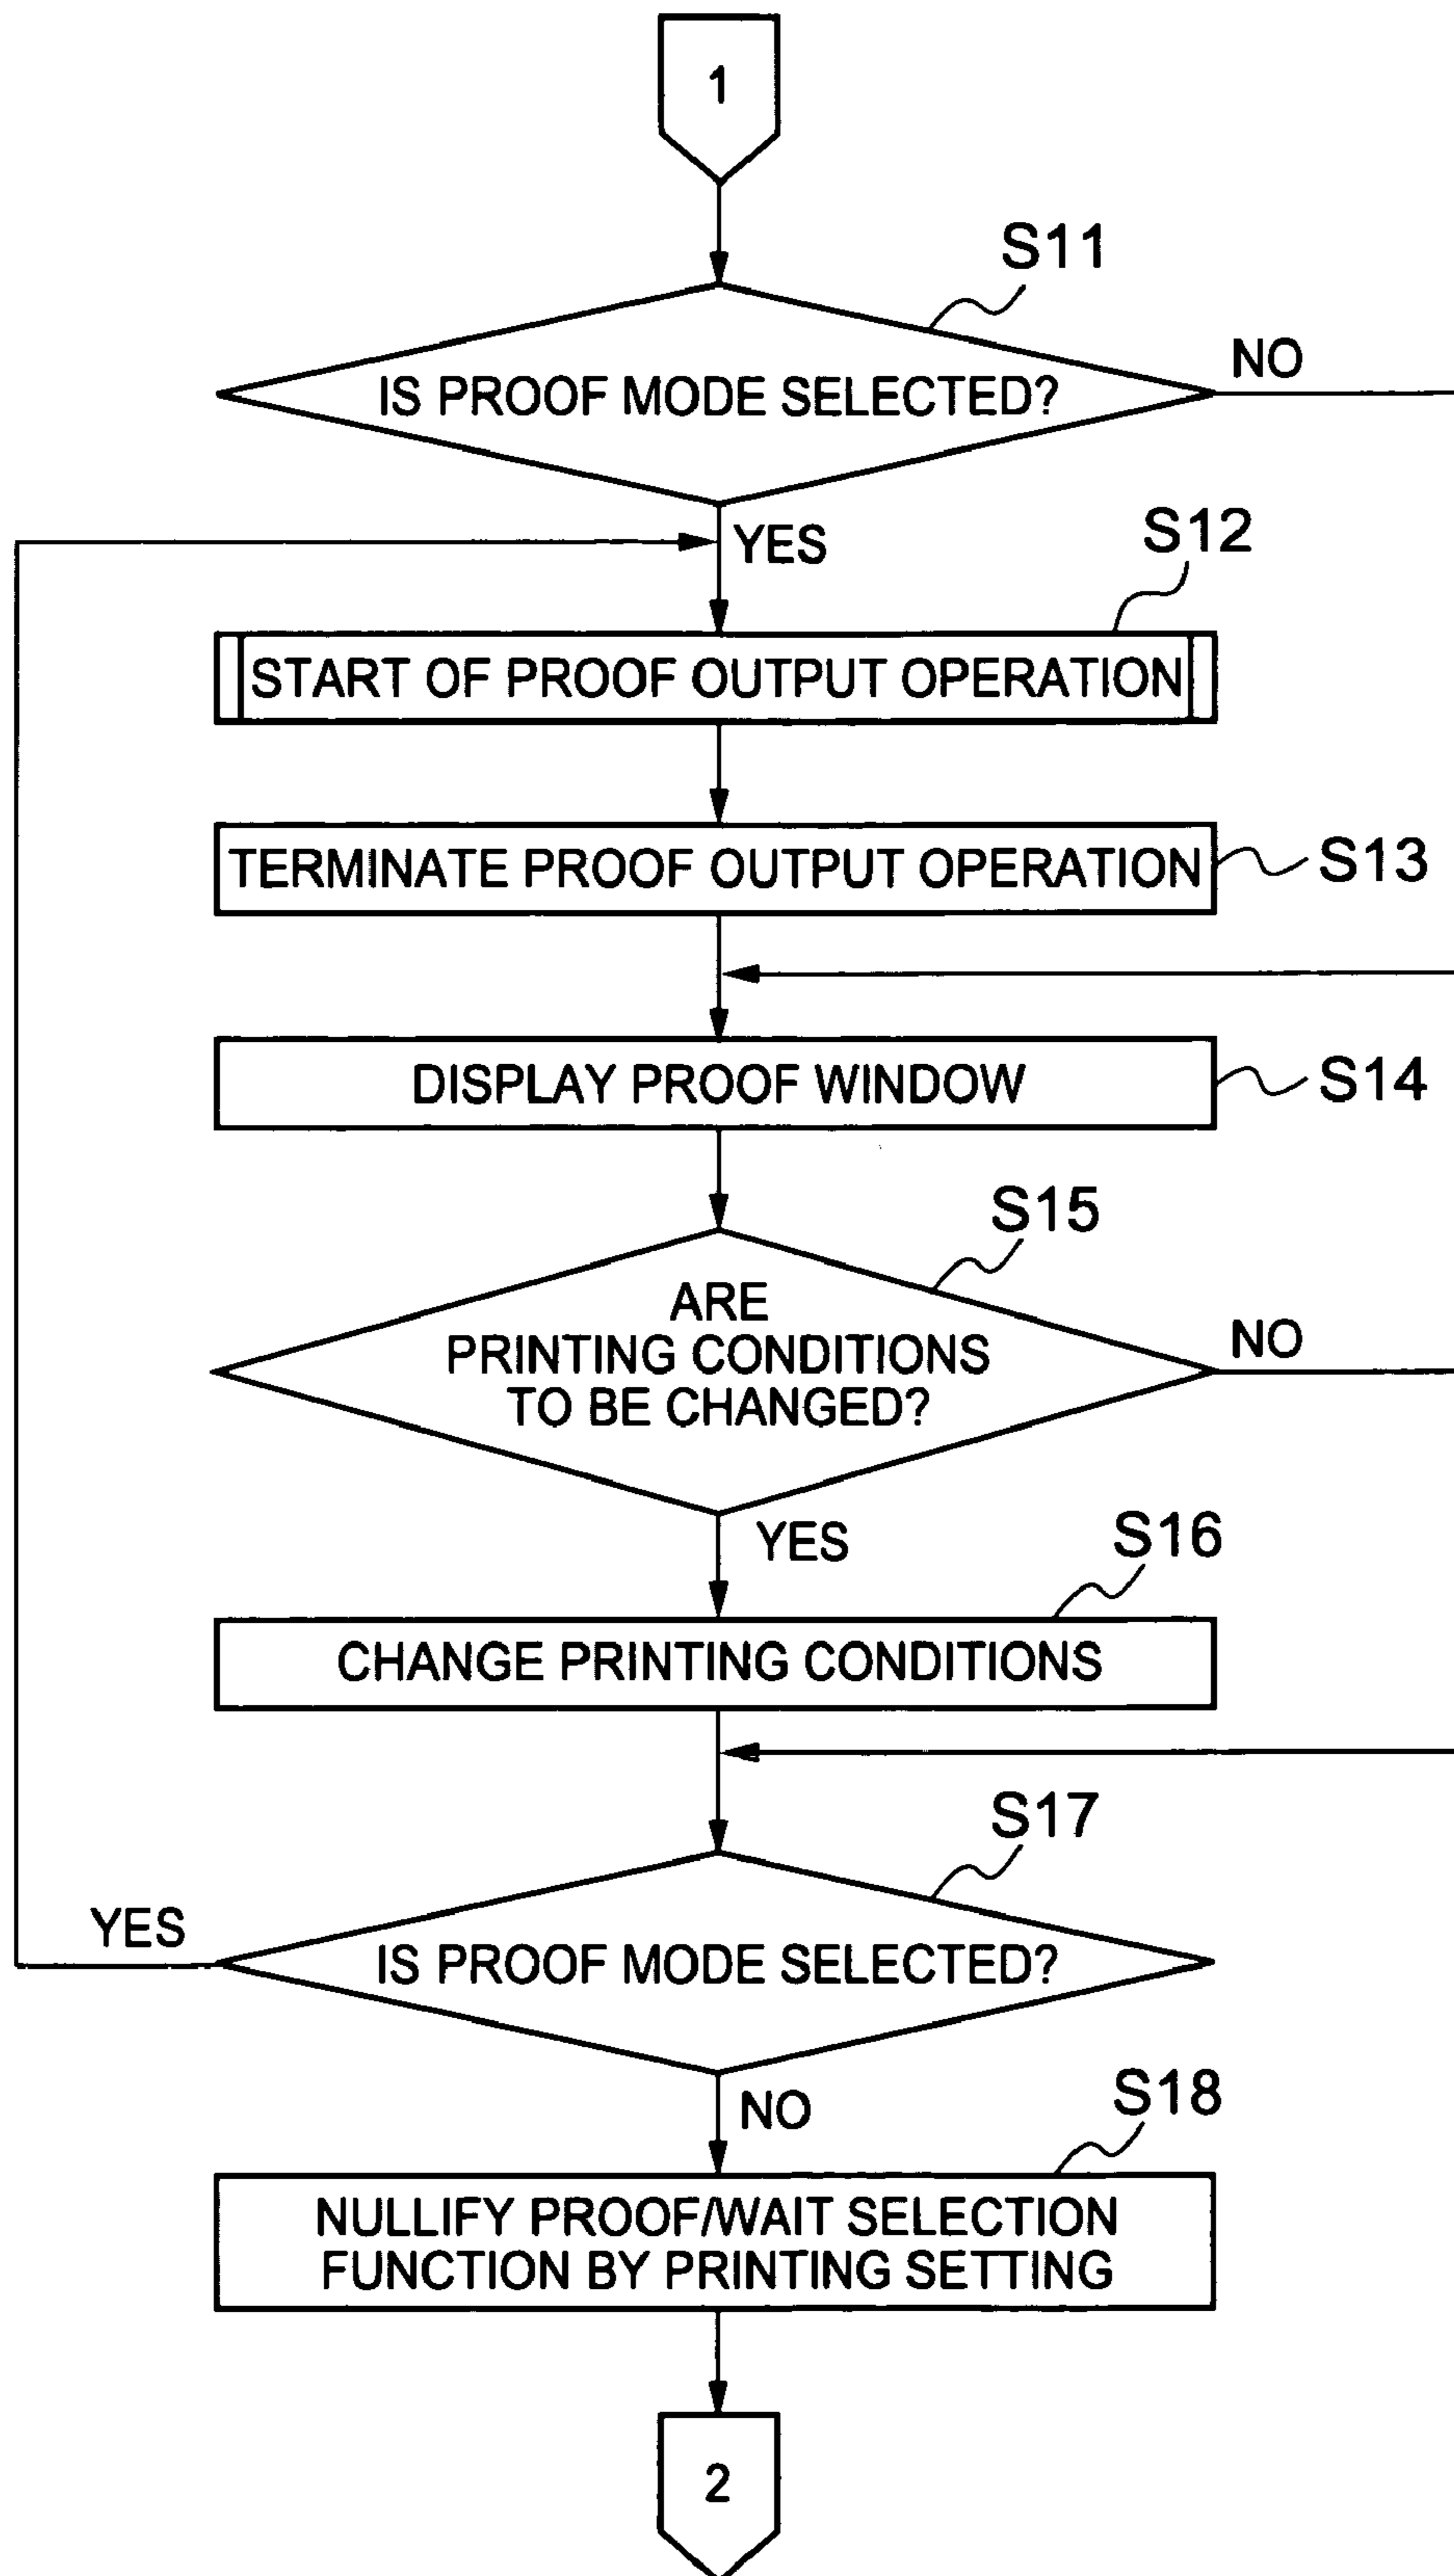 1
S11
IS PROOF MODE SELECTED?
NO
YES
S12
START OF PROOF OUTPUT OPERATION
TERMINATE PROOF OUTPUT OPERATION
S13
DISPLAY PROOF WINDOW
S14
S15
ARE
PRINTING CONDITIONS
TO BE CHANGED?
NO
YES
S16
CHANGE PRINTING CONDITIONS
S17
YES
IS PROOF MODE SELECTED?
NO
S18
NULLIFY PROOF/WAIT SELECTION
FUNCTION BY PRINTING SETTING
2